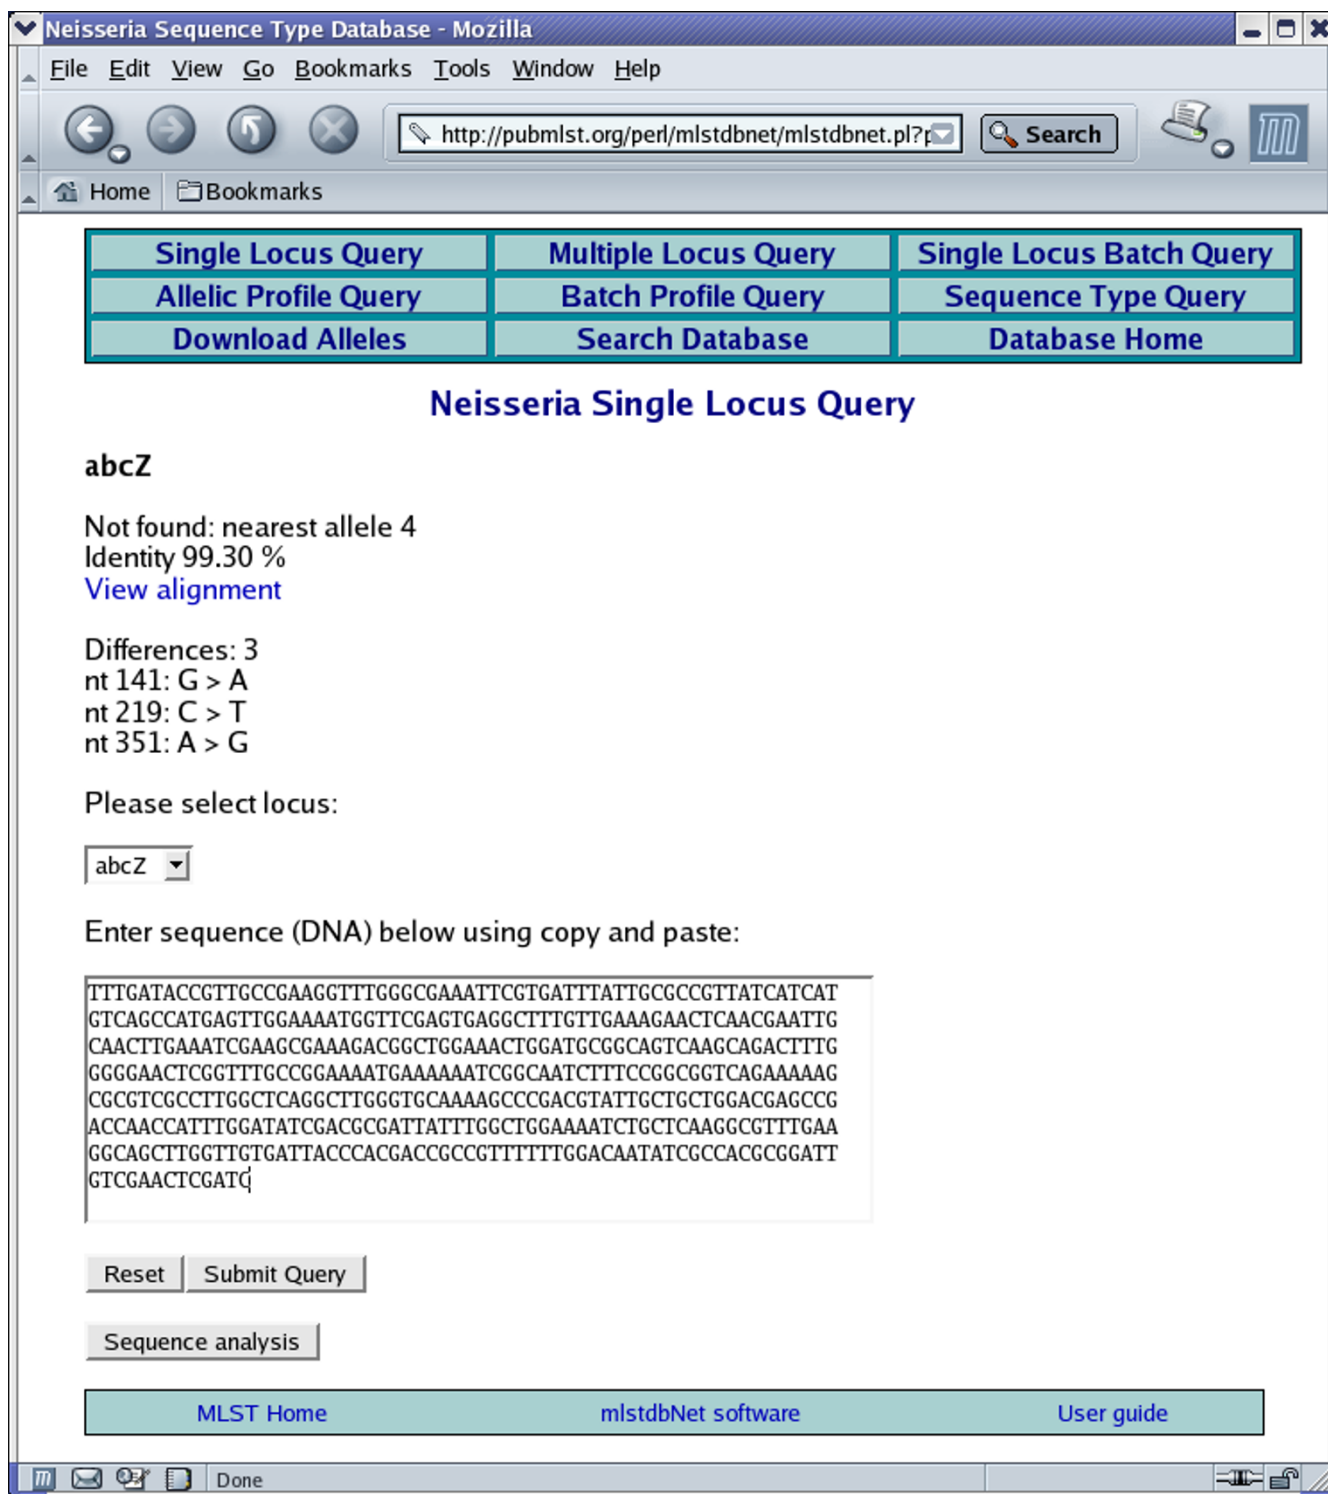 Neisseria Sequence Type Database - Mozilla
File Edit View Go Bookmarks Tools Window Help
http://pubmlst.org/perl/mlstdbnet/mlstdbnet.pl?p Search
Home Bookmarks
Single Locus Query Multiple Locus Query Single Locus Batch Query
Allelic Profile Query Batch Profile Query Sequence Type Query
Download Alleles Search Database Database Home
Neisseria Single Locus Query
abcZ
Not found: nearest allele 4
Identity 99.30 %
View alignment
Differences: 3
nt 141: G > A
nt 219: C > T
nt 351: A > G
Please select locus:
abcZ
Enter sequence (DNA) below using copy and paste:
TTTGATACCGTTGCCGAAGGTTTGGGCGAAATTCGTGATTTATTGCGCCGTTATCATCAT
GTCAGCCATGAGTTGGAAAATGGTTCGAGTGAGGCTTTGTTGAAAGAACTCAACGAATTG
CAACTTGAAATCGAAGCGAAAGACGGCTGGAAACTGGATGCGGCAGTCAAGCAGACTTTG
GGGGAACTCGGTTTGCCGGAAAATGAAAAAATCGGCAATCTTTCCGGCGGTCAGAAAAAG
CGCGTCGCCTTGGCTCAGGCTTGGGTGCAAAAGCCCGACGTATTGCTGCTGGACGAGCCG
ACCAACCATTTGGATATCGACGCGATTATTTGGCTGGAAAATCTGCTCAAGGCGTTTGAA
GGCAGCTTGGTTGTGATTACCCACGACCGCCGTTTTTTGGACAATATCGCCACGCGGATT
GTCGAACTCGATC
Reset Submit Query
Sequence analysis
MLST Home mlstdbNet software User guide
Done